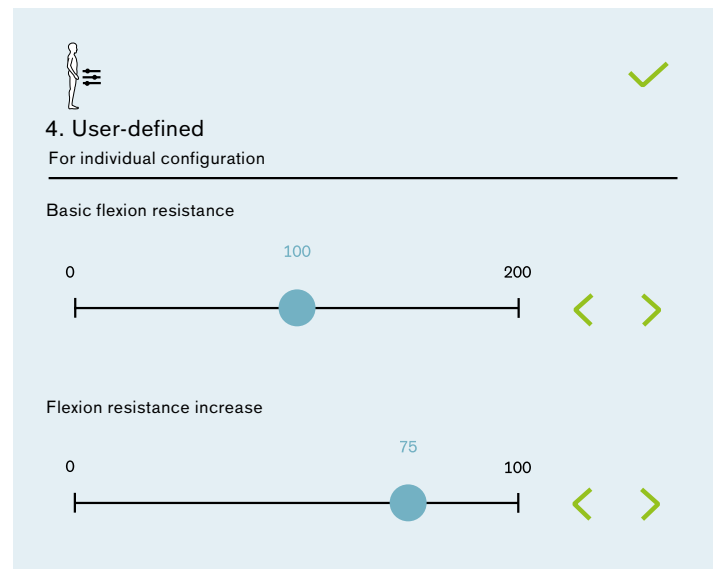 4. User-defined
For individual configuration
Basic flexion resistance
100
0 200
Flexion resistance increase
75
0 100